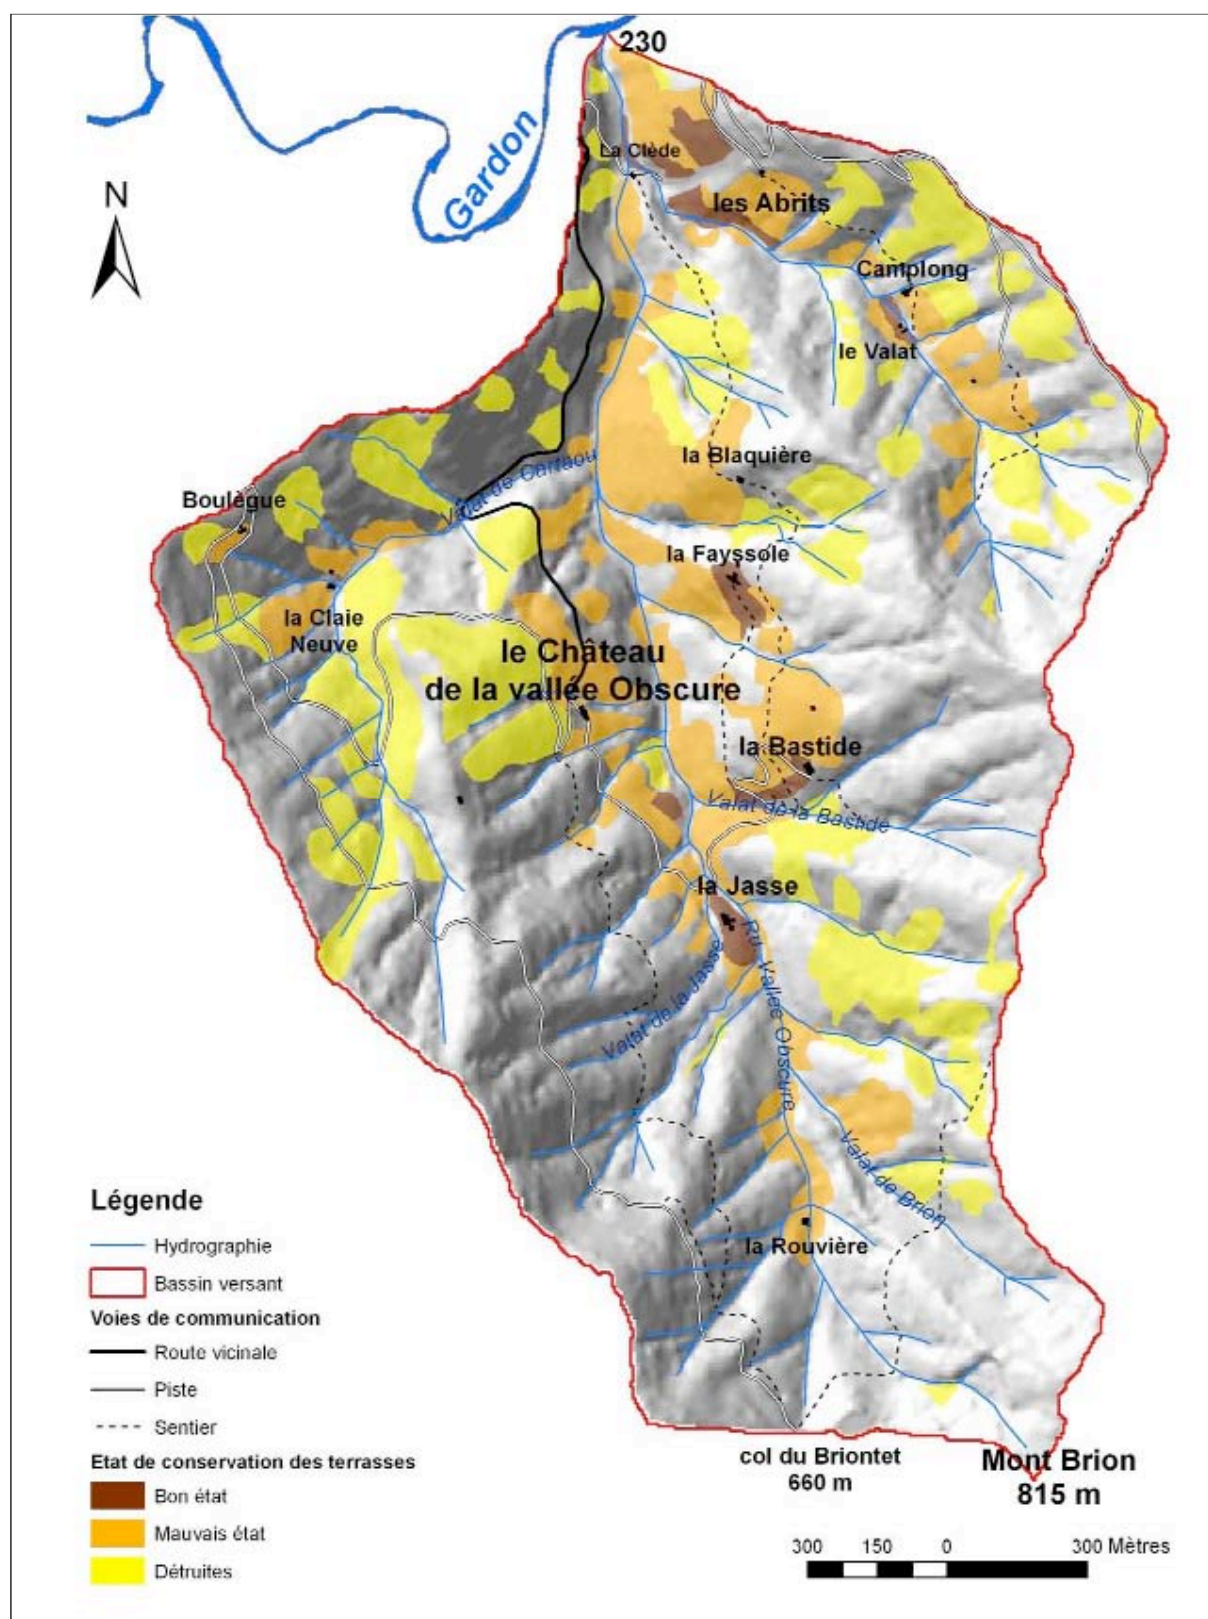 230
Gardon
N
La Clède
les Abrits
Camplong
le Valat
la Blaquière
Valat de Carraou
Boulègue
la Fayssole
la Claie
Neuve
le Château
de la vallée Obscure
la Bastide
Valat de la Bastide
la Jasse
Ru. Vallée Obscure
Valat de la Jasse
Valat de Brion
la Rouvière
Légende
Hydrographie
Bassin versant
Voies de communication
Route vicinale
Piste
Sentier
Etat de conservation des terrasses
Bon état
Mauvais état
Détruites
col du Briontet
660 m
Mont Brion
815 m
300 150 0 300 Mètres